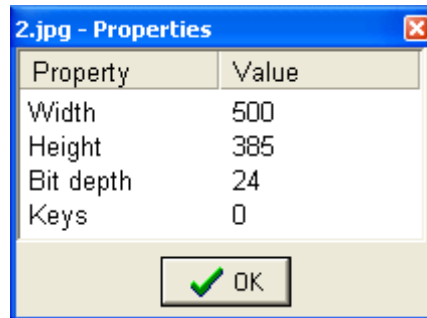 2.jpg - Properties
Property Value
Width 500
Height 385
Bit depth 24
Keys 0
OK